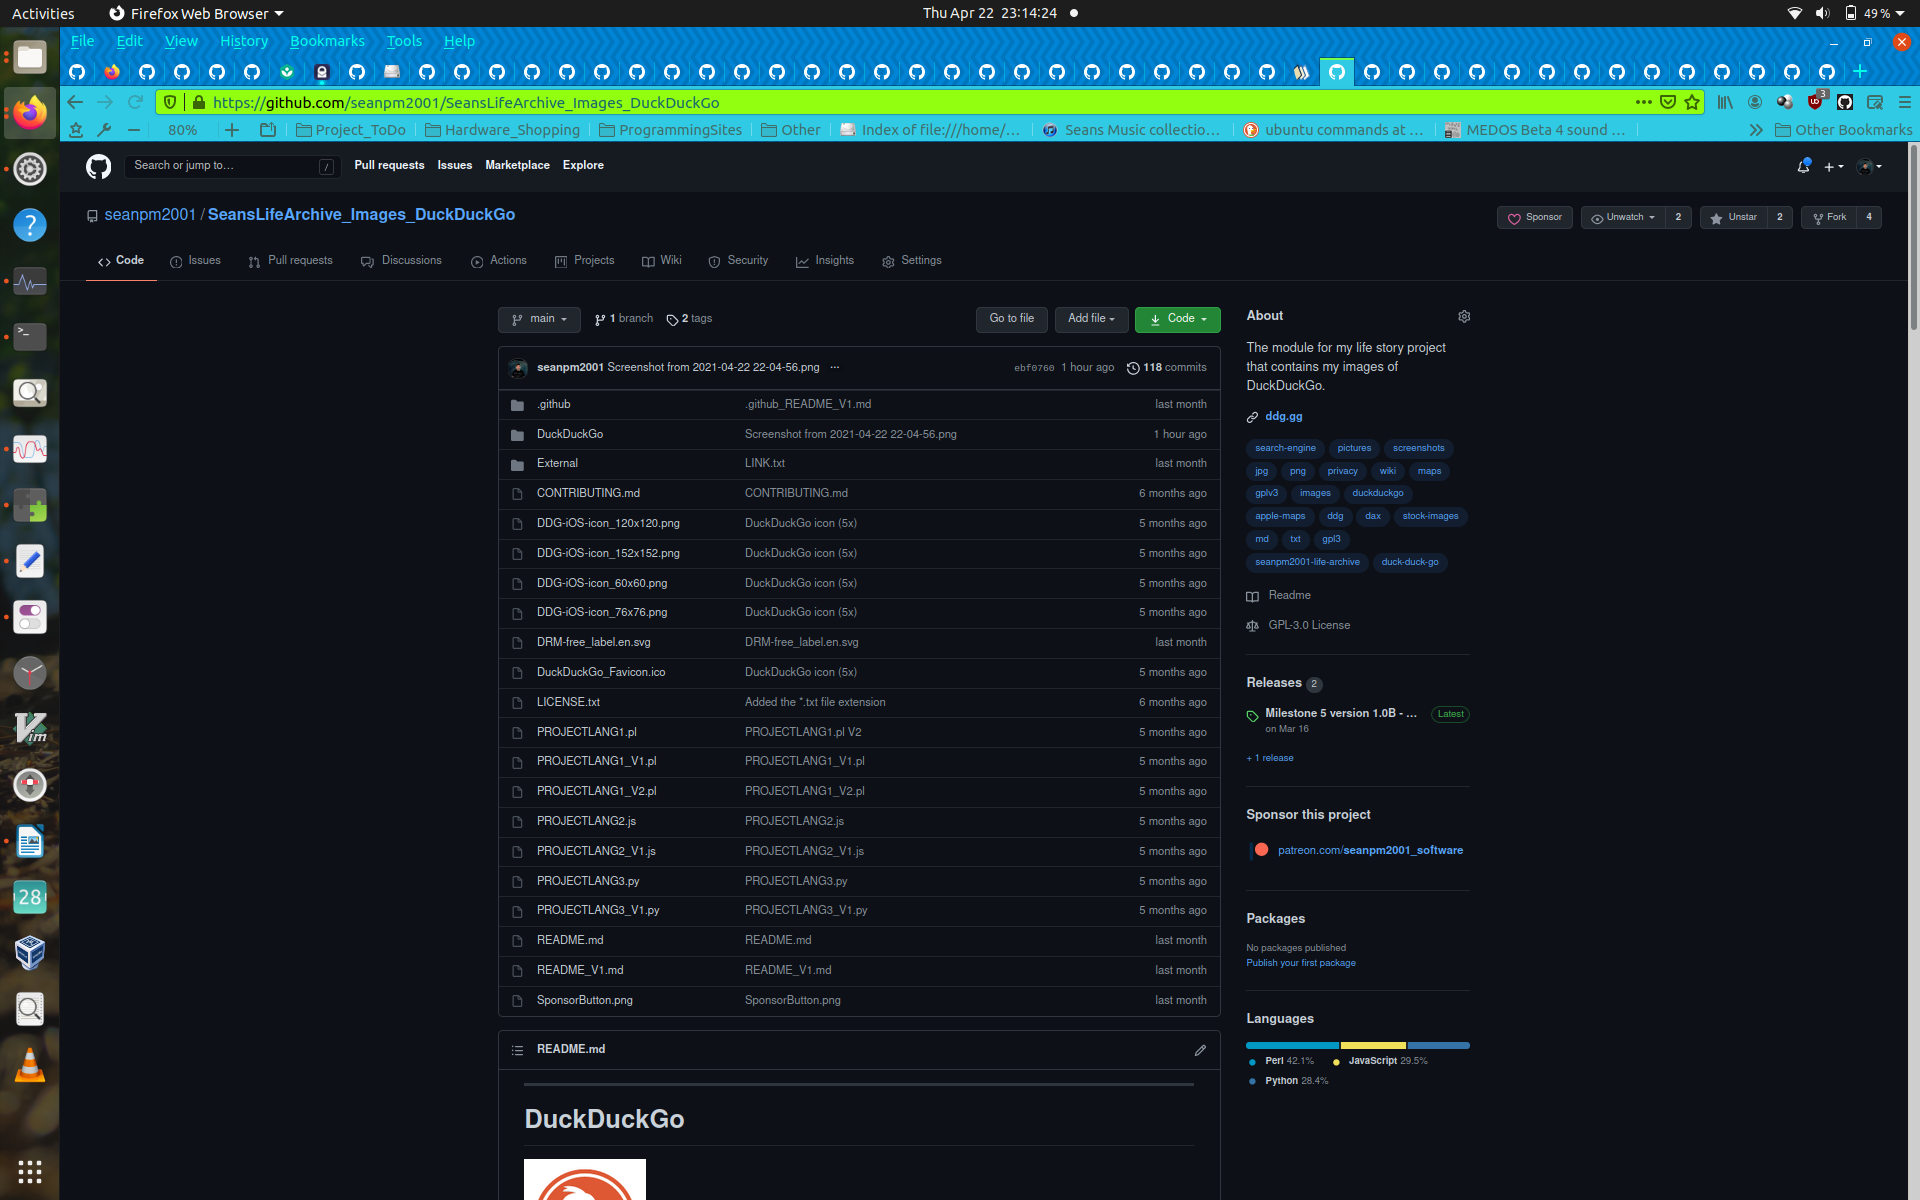 Activities
Firefox Web Browser
Thu Apr 22 23:14:24
49 %
File Edit View History Bookmarks Tools Help
https://github.com/seanpm2001/SeansLifeArchive_Images_DuckDuckGo
3
80%
Project_ToDo
Hardware_Shopping
ProgrammingSites
Other
Index of file:///home/...
Seans Music collectio...
ubuntu commands at ...
MEDOS Beta 4 sound ...
Other Bookmarks
Search or jump to...
/
Pull requests Issues Marketplace Explore
seanpm2001 / SeansLifeArchive_Images_DuckDuckGo
Sponsor
Unwatch 2
Unstar 2
Fork 4
Code
Issues
Pull requests
Discussions
Actions
Projects
Wiki
Security
Insights
Settings
main
1 branch
2 tags
Go to file
Add file
Code
seanpm2001 Screenshot from 2021-04-22 22-04-56.png ...
ebf0760 1 hour ago
118 commits
.github .github_README_V1.md last month
DuckDuckGo Screenshot from 2021-04-22 22-04-56.png 1 hour ago
External LINK.txt last month
CONTRIBUTING.md CONTRIBUTING.md 6 months ago
DDG-iOS-icon_120x120.png DuckDuckGo icon (5x) 5 months ago
DDG-iOS-icon_152x152.png DuckDuckGo icon (5x) 5 months ago
DDG-iOS-icon_60x60.png DuckDuckGo icon (5x) 5 months ago
DDG-iOS-icon_76x76.png DuckDuckGo icon (5x) 5 months ago
DRM-free_label.en.svg DRM-free_label.en.svg last month
DuckDuckGo_Favicon.ico DuckDuckGo icon (5x) 5 months ago
LICENSE.txt Added the *.txt file extension 6 months ago
PROJECTLANG1.pl PROJECTLANG1.pl V2 5 months ago
PROJECTLANG1_V1.pl PROJECTLANG1_V1.pl 5 months ago
PROJECTLANG1_V2.pl PROJECTLANG1_V2.pl 5 months ago
PROJECTLANG2.js PROJECTLANG2.js 5 months ago
PROJECTLANG2_V1.js PROJECTLANG2_V1.js 5 months ago
PROJECTLANG3.py PROJECTLANG3.py 5 months ago
PROJECTLANG3_V1.py PROJECTLANG3_V1.py 5 months ago
README.md README.md last month
README_V1.md README_V1.md last month
SponsorButton.png SponsorButton.png last month
README.md
DuckDuckGo
About
The module for my life story project
that contains my images of
DuckDuckGo.
ddg.gg
search-engine pictures screenshots
jpg png privacy wiki maps
gplv3 images duckduckgo
apple-maps ddg dax stock-images
md txt gpl3
seanpm2001-life-archive duck-duck-go
Readme
GPL-3.0 License
Releases 2
Milestone 5 version 1.0B - ... Latest
on Mar 16
+ 1 release
Sponsor this project
patreon.com/seanpm2001_software
Packages
No packages published
Publish your first package
Languages
Perl 42.1%
JavaScript 29.5%
Python 28.4%
28
Vim